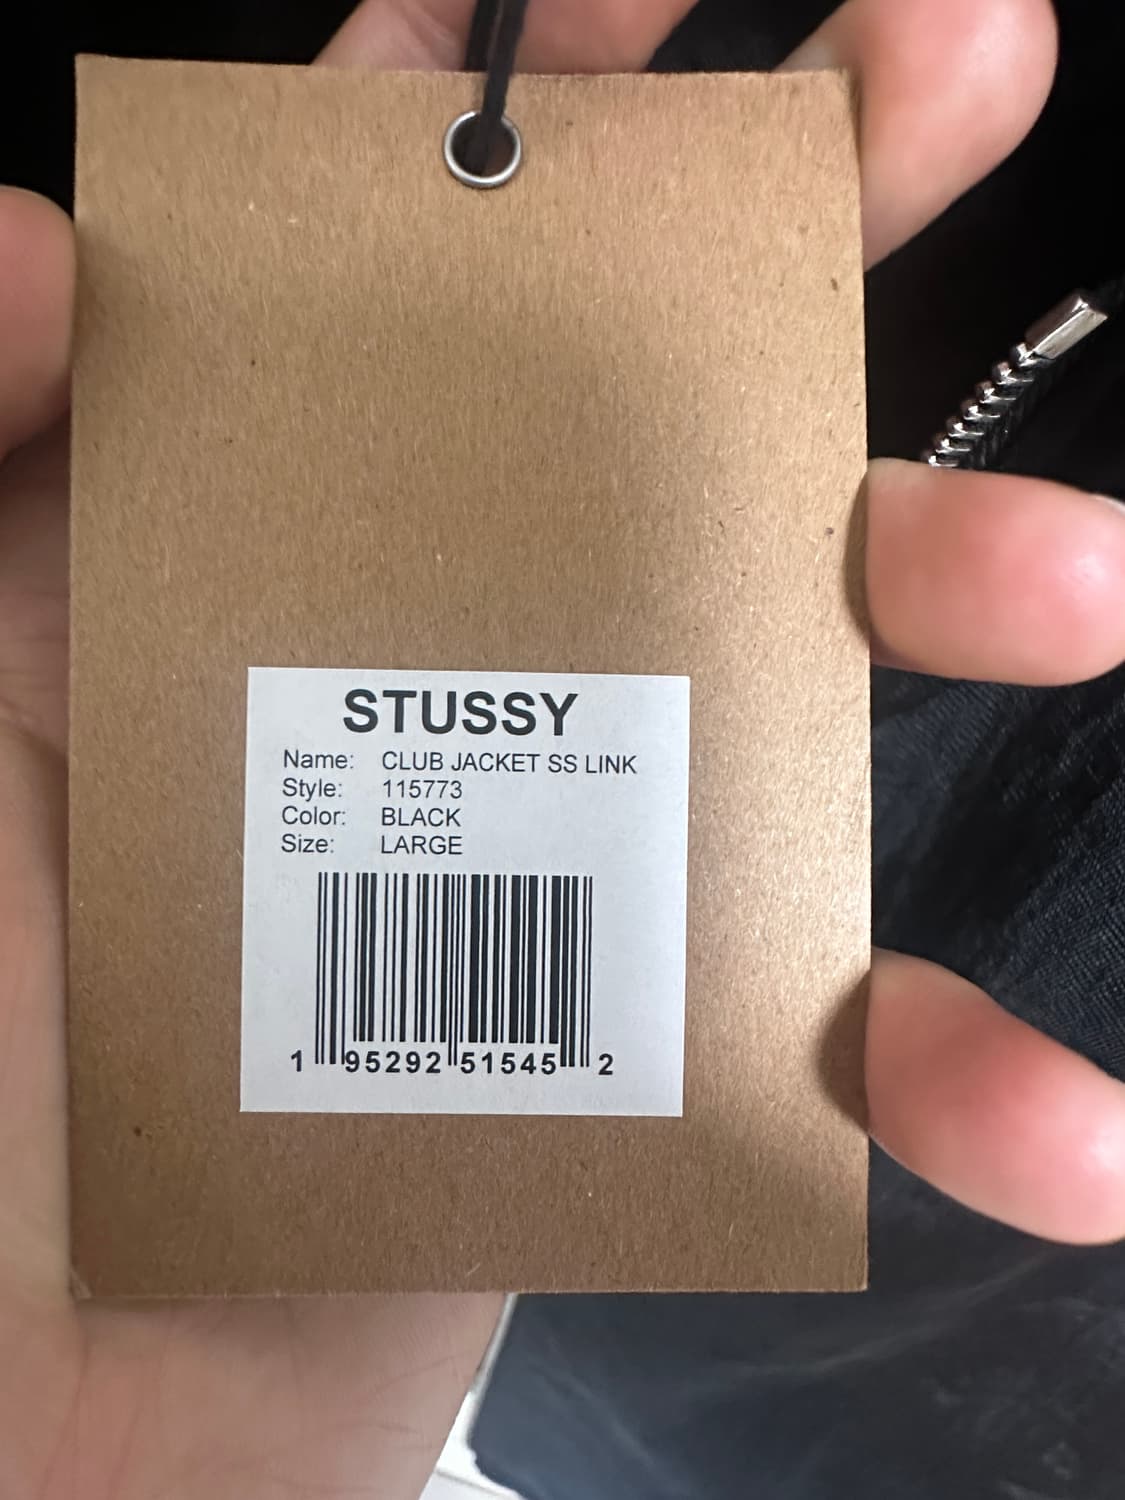 STUSSY
Name: CLUB JACKET SS LINK
Style: 115773
Color: BLACK
Size: LARGE
1 95292 51545 2